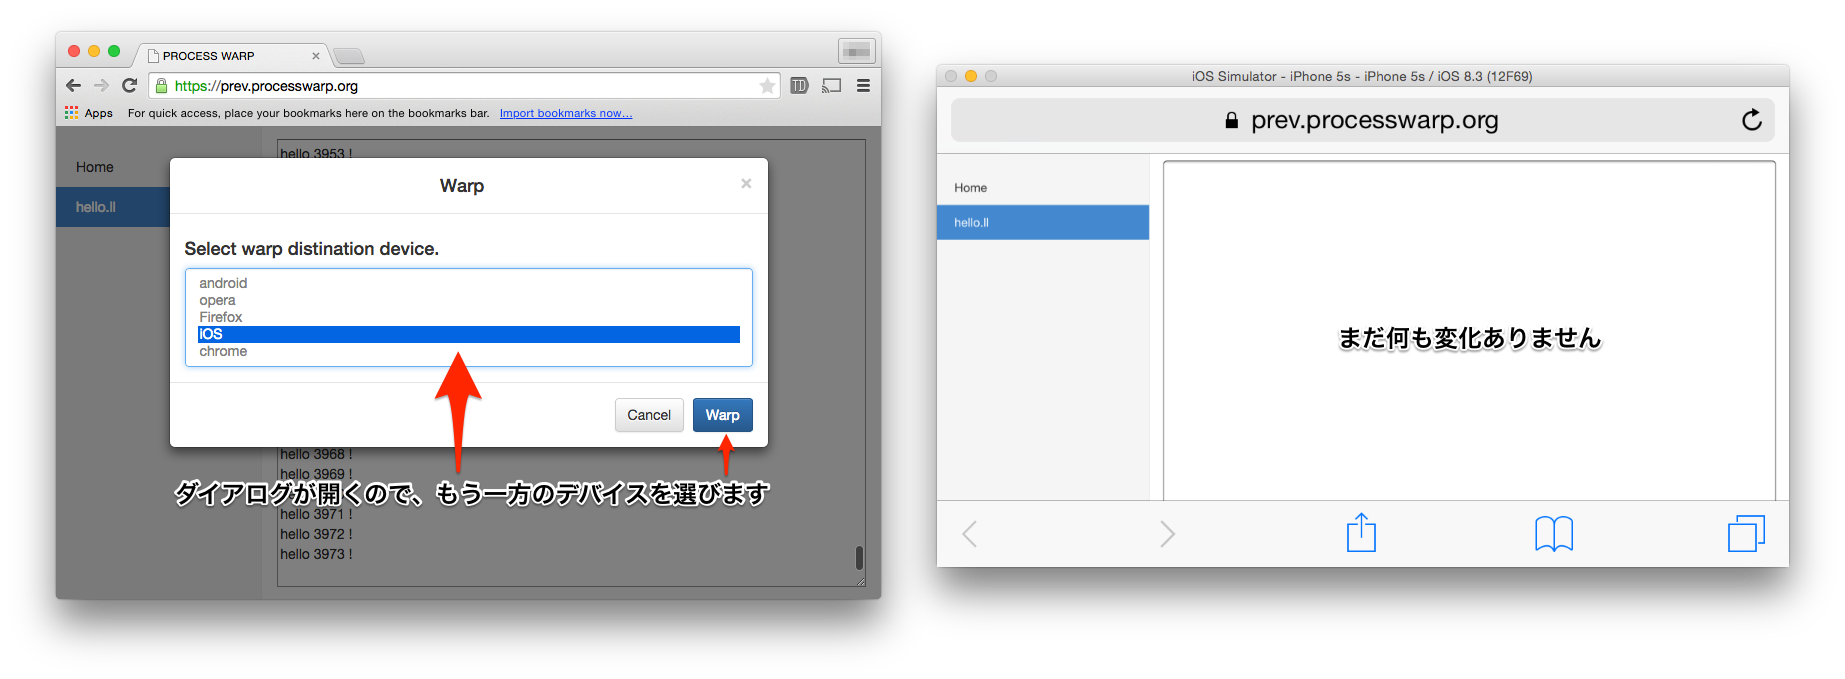 PROCESS WARP
https://prev.processwarp.org
Apps For quick access, place your bookmarks here on the bookmarks bar. Import bookmarks now...
Home
hello.ll
hello 3953 !
Warp
Select warp distination device.
android
opera
Firefox
iOS
chrome
Cancel Warp
hello 3968 !
hello 3969 !
ダイアログが開くので、もう一方のデバイスを選びます
hello 3971 !
hello 3972 !
hello 3973 !
iOS Simulator - iPhone 5s - iPhone 5s / iOS 8.3 (12F69)
prev.processwarp.org
Home
hello.ll
まだ何も変化ありません